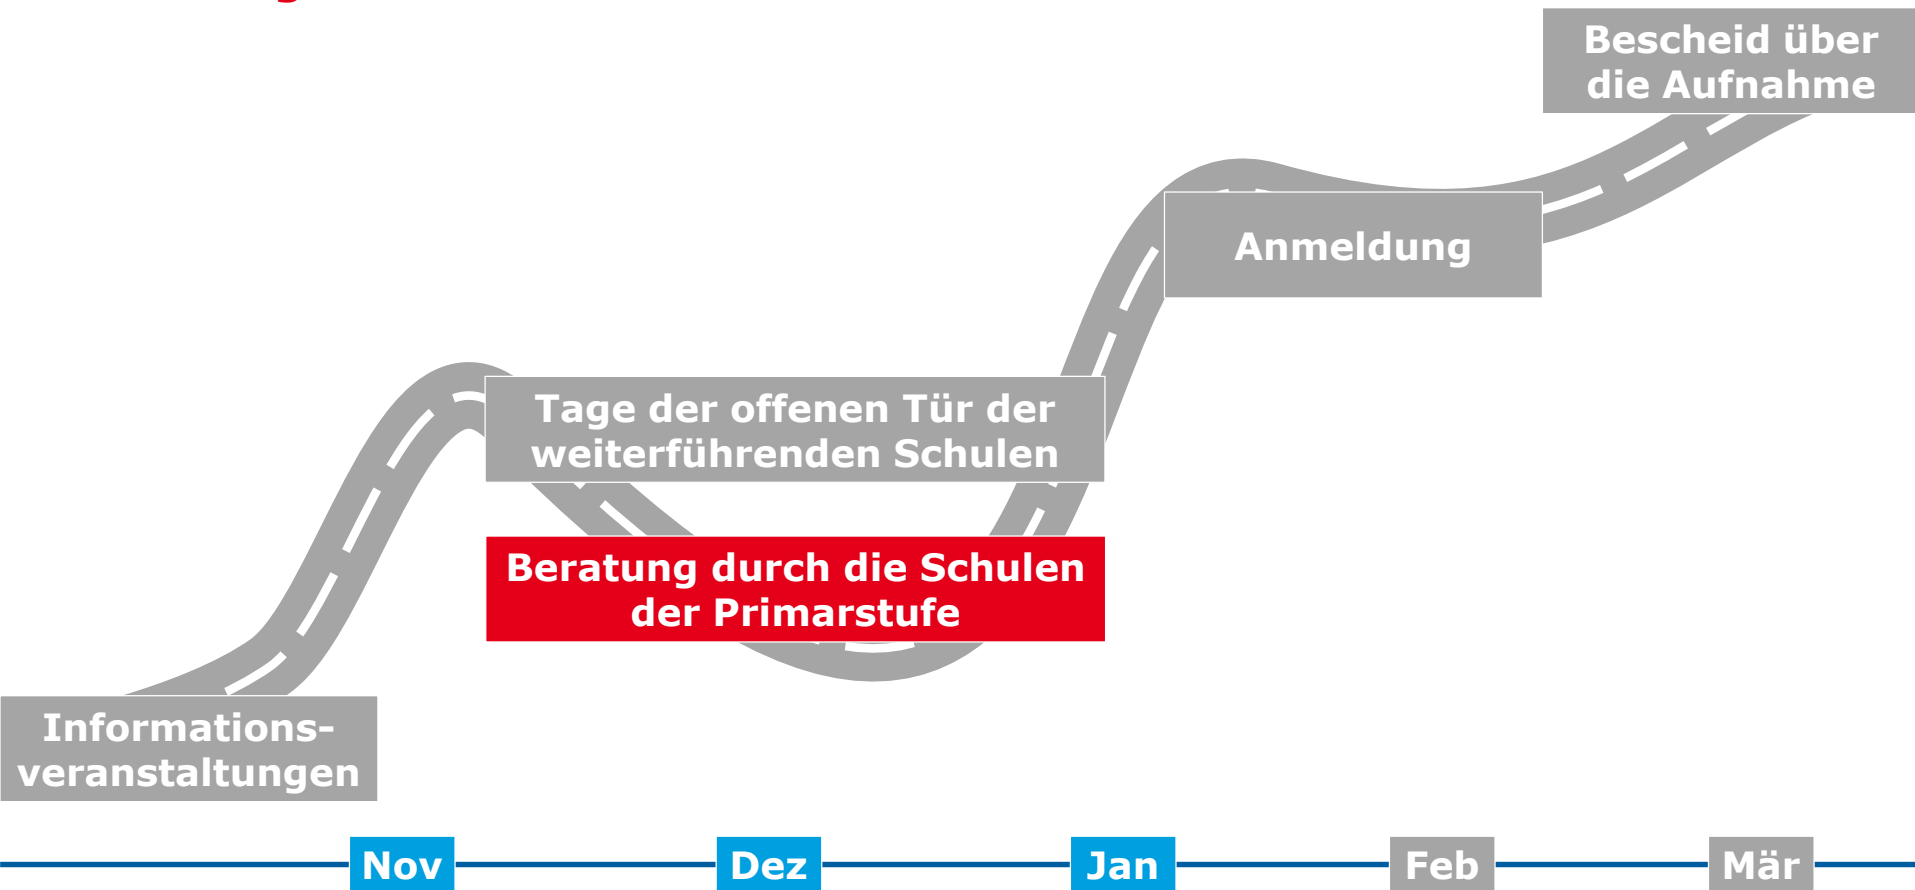 Bescheid über
die Aufnahme
Anmeldung
Tage der offenen Tür der
weiterführenden Schulen
Beratung durch die Schulen
der Primarstufe
Informations-
veranstaltungen
Nov
Dez
Jan
Feb
Mär